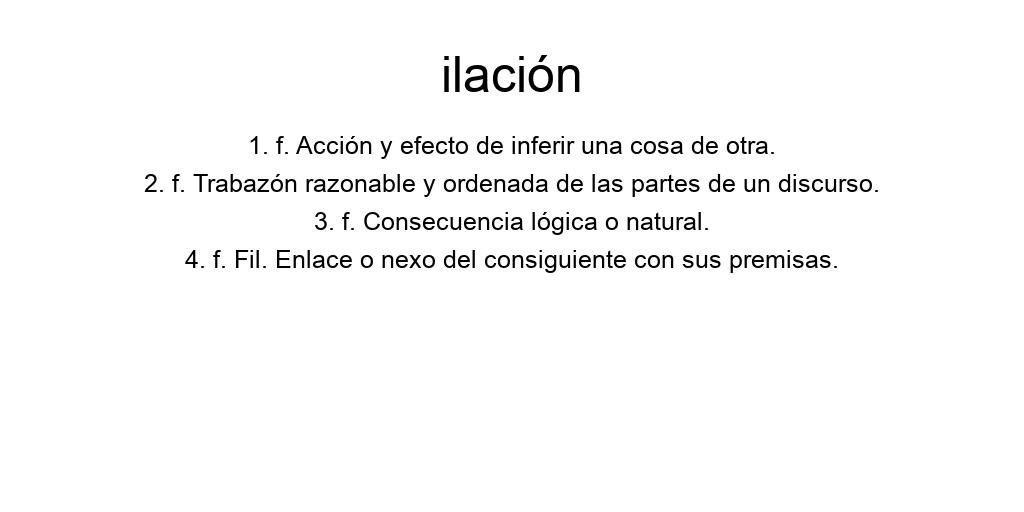 ilación
1. f. Acción y efecto de inferir una cosa de otra.
2. f. Trabazón razonable y ordenada de las partes de un discurso.
3. f. Consecuencia lógica o natural.
4. f. Fil. Enlace o nexo del consiguiente con sus premisas.